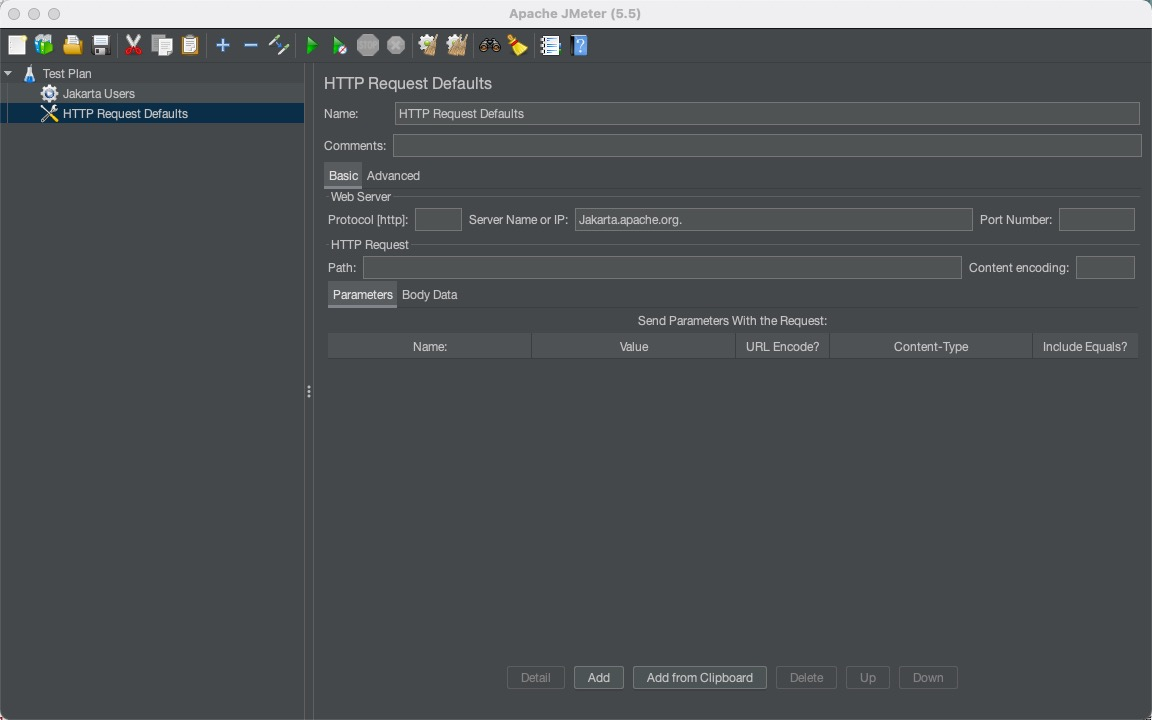 Apache JMeter (5.5)
STOP
?
Test Plan
Jakarta Users
HTTP Request Defaults
HTTP Request Defaults
Name: HTTP Request Defaults
Comments:
Basic Advanced
Web Server
Protocol [http]: Server Name or IP: Jakarta.apache.org. Port Number:
HTTP Request
Path: Content encoding:
Parameters Body Data
Send Parameters With the Request:
Name: Value URL Encode? Content-Type Include Equals?
Detail Add Add from Clipboard Delete Up Down